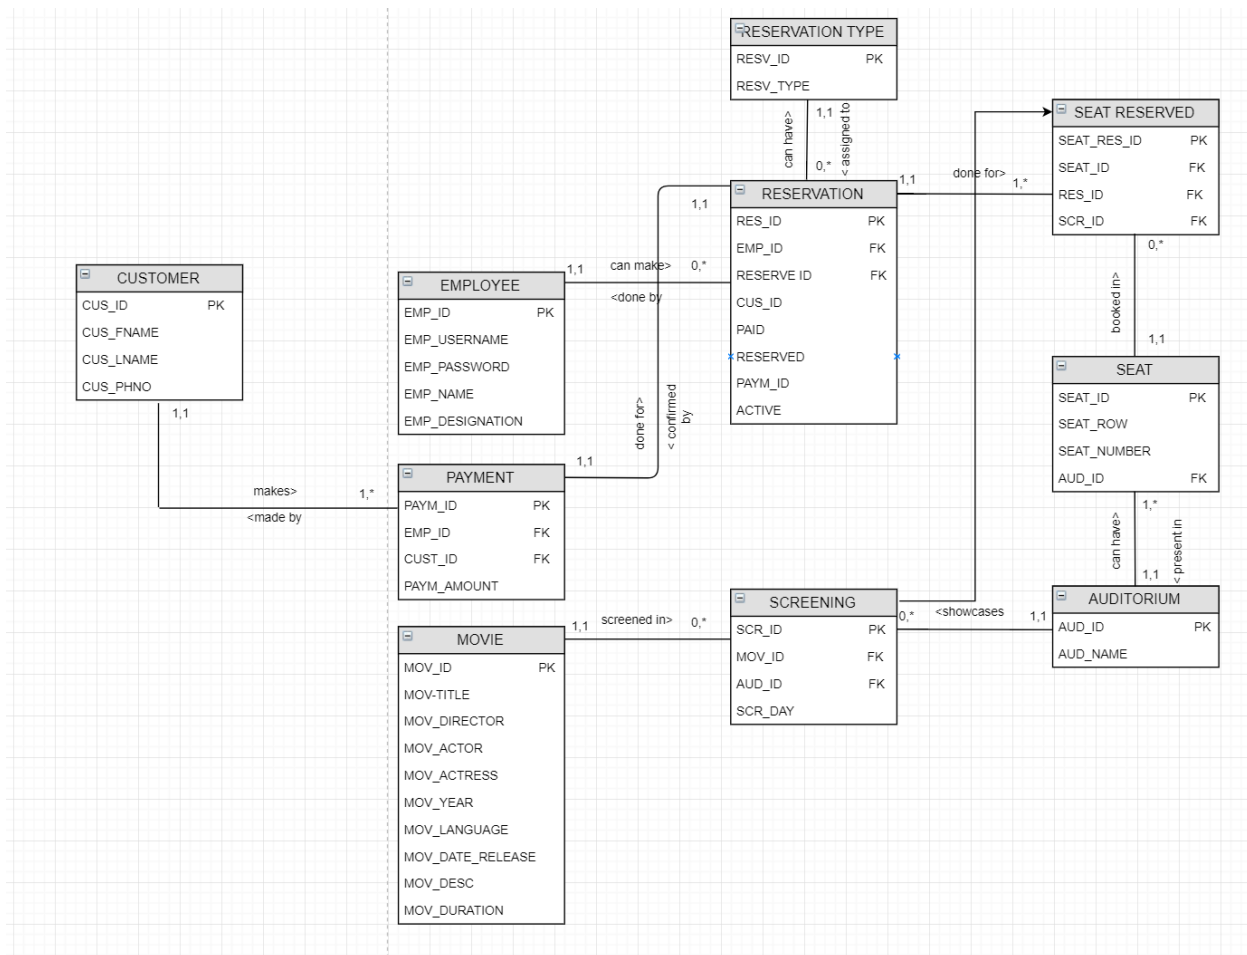 RESERVATION TYPE
RESV_ID PK
RESV_TYPE
1,1
can have>
< assigned to
0,*
SEAT RESERVED
SEAT_RES_ID PK
SEAT_ID FK
RES_ID FK
SCR_ID FK
RESERVATION
RES_ID PK
EMP_ID FK
RESERVE ID FK
CUS_ID
PAID
RESERVED
PAYM_ID
ACTIVE
1,1
done for>
1,*
1,1
CUSTOMER
CUS_ID PK
CUS_FNAME
CUS_LNAME
CUS_PHNO
1,1
EMPLOYEE
EMP_ID PK
EMP_USERNAME
EMP_PASSWORD
EMP_NAME
EMP_DESIGNATION
1,1
can make>
0,*
<done by
0,*
booked in>
1,1
SEAT
SEAT_ID PK
SEAT_ROW
SEAT_NUMBER
AUD_ID FK
done for>
< confirmed
by
1,1
PAYMENT
PAYM_ID PK
EMP_ID FK
CUST_ID FK
PAYM_AMOUNT
makes>
1,*
<made by
1,*
can have>
< present in
1,1
SCREENING
SCR_ID PK
MOV_ID FK
AUD_ID FK
SCR_DAY
0,*
<showcases
1,1
AUDITORIUM
AUD_ID PK
AUD_NAME
1,1
screened in>
0,*
MOVIE
MOV_ID PK
MOV-TITLE
MOV_DIRECTOR
MOV_ACTOR
MOV_ACTRESS
MOV_YEAR
MOV_LANGUAGE
MOV_DATE_RELEASE
MOV_DESC
MOV_DURATION